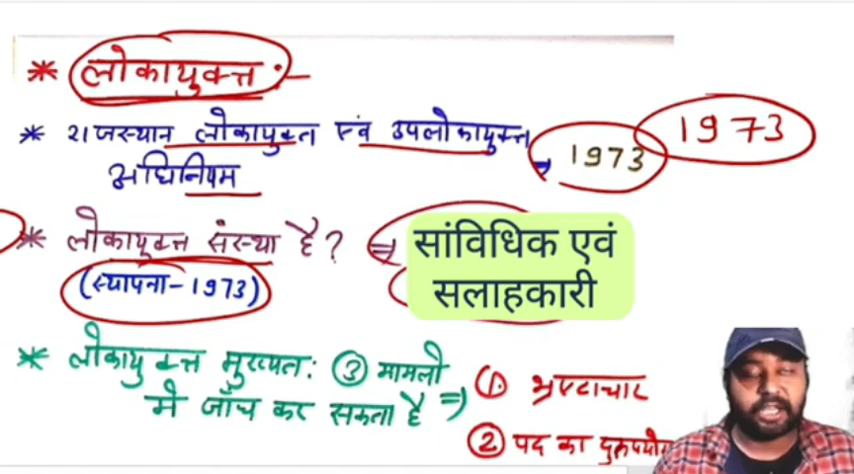 * लोकायुक्त :-
* राजस्थान लोकायुक्त एवं उपलोकायुक्त ⇒ 1973 1973
अधिनियम
* लोकायुक्त संस्था है? ⇒ सांविधिक एवं
(स्थापना-1973) सलाहकारी
* लोकायुक्त मुख्यत: ③ मामलो
में जाँच कर सकता है ⇒ ① भ्रष्टाचार
② पद का दुरूपयोग